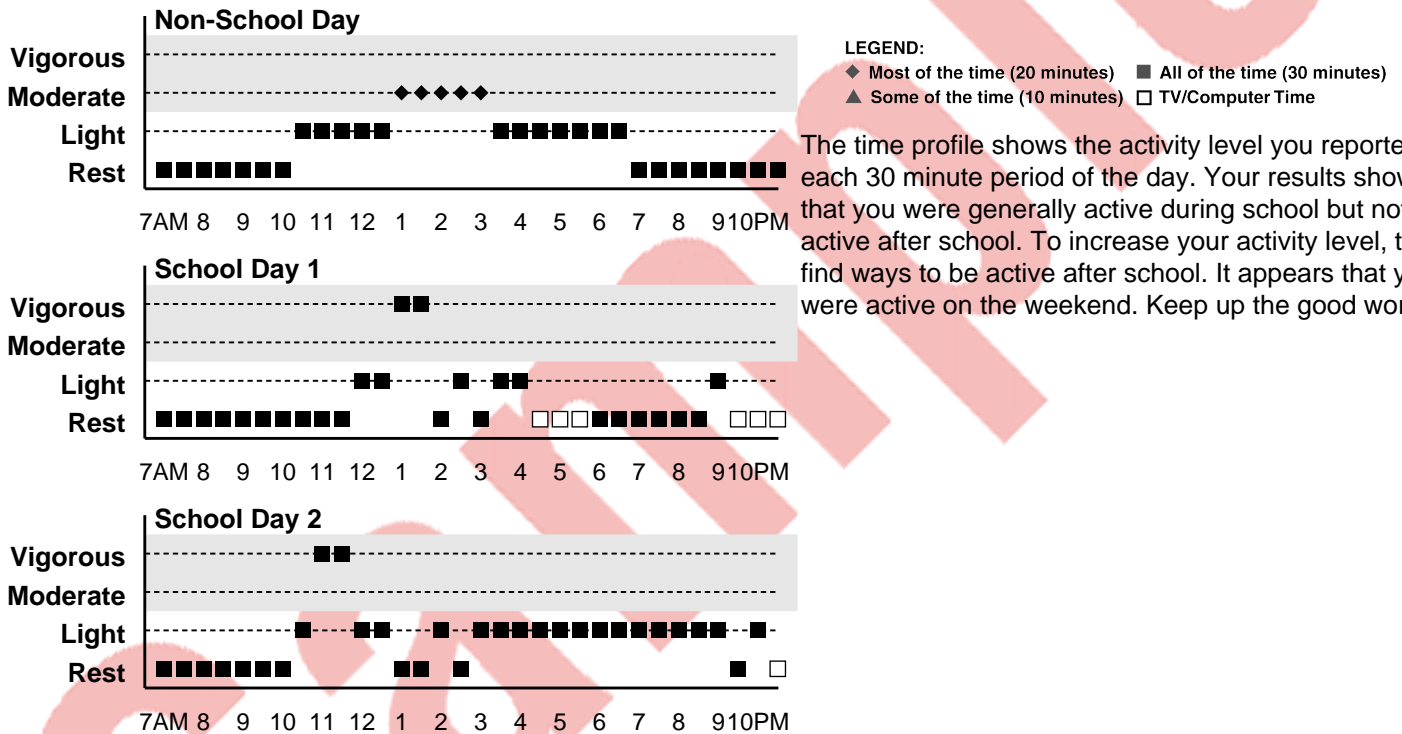 Non-School Day
Vigorous
Moderate
Light
Rest
7AM 8 9 10 11 12 1 2 3 4 5 6 7 8 910PM
School Day 1
Vigorous
Moderate
Light
Rest
7AM 8 9 10 11 12 1 2 3 4 5 6 7 8 910PM
School Day 2
Vigorous
Moderate
Light
Rest
7AM 8 9 10 11 12 1 2 3 4 5 6 7 8 910PM
LEGEND:
Most of the time (20 minutes) All of the time (30 minutes)
Some of the time (10 minutes) TV/Computer Time
The time profile shows the activity level you reporte
each 30 minute period of the day. Your results show
that you were generally active during school but not
active after school. To increase your activity level, t
find ways to be active after school. It appears that y
were active on the weekend. Keep up the good wor